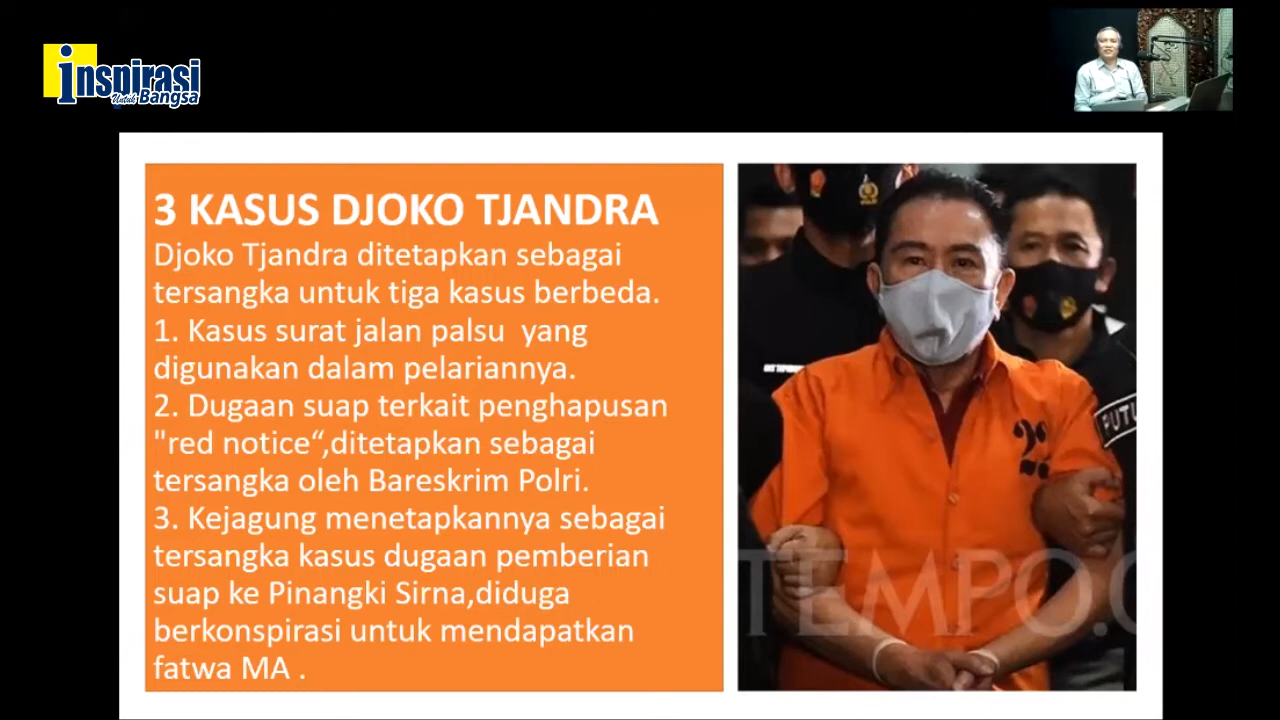 inspirasi
Untuk Bangsa
3 KASUS DJOKO TJANDRA
Djoko Tjandra ditetapkan sebagai
tersangka untuk tiga kasus berbeda.
1. Kasus surat jalan palsu  yang
digunakan dalam pelariannya.
2. Dugaan suap terkait penghapusan
"red notice“,ditetapkan sebagai
tersangka oleh Bareskrim Polri.
3. Kejagung menetapkannya sebagai
tersangka kasus dugaan pemberian
suap ke Pinangki Sirna,diduga
berkonspirasi untuk mendapatkan
fatwa MA .
TEMPO.C